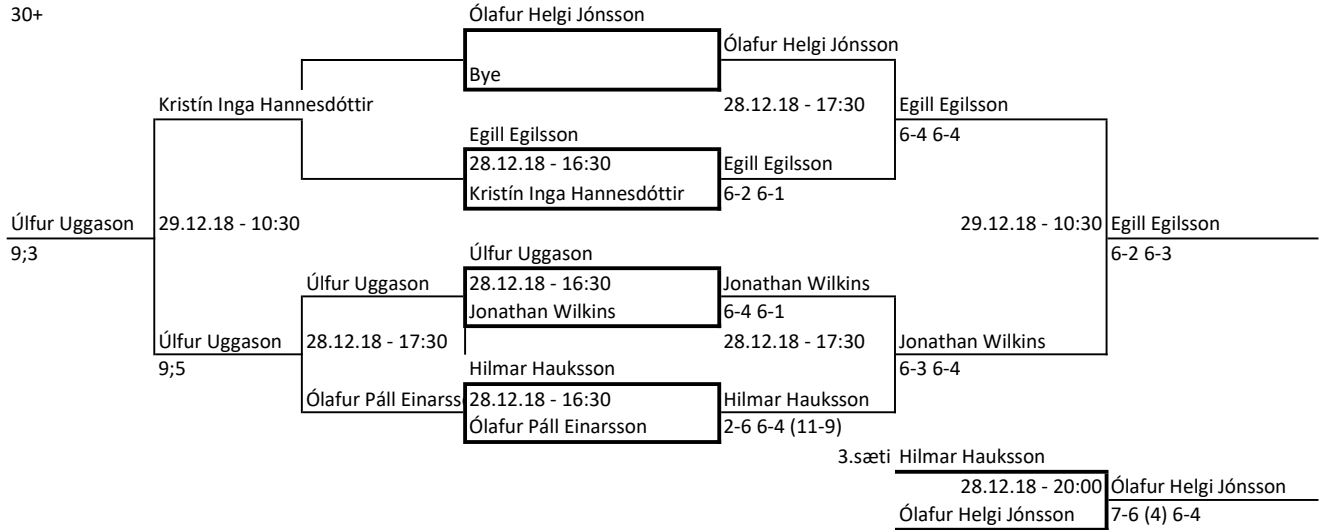 30+
Ólafur Helgi Jónsson
Ólafur Helgi Jónsson
Bye
Kristín Inga Hannesdóttir
28.12.18 - 17:30
Egill Egilsson
Egill Egilsson
6-4 6-4
28.12.18 - 16:30
Egill Egilsson
Kristín Inga Hannesdóttir
6-2 6-1
Úlfur Uggason
29.12.18 - 10:30
29.12.18 - 10:30
Egill Egilsson
9;3
Úlfur Uggason
6-2 6-3
Úlfur Uggason
28.12.18 - 16:30
Jonathan Wilkins
Jonathan Wilkins
6-4 6-1
Úlfur Uggason
28.12.18 - 17:30
28.12.18 - 17:30
Jonathan Wilkins
9;5
Hilmar Hauksson
6-3 6-4
Ólafur Páll Einarss
28.12.18 - 16:30
Hilmar Hauksson
Ólafur Páll Einarsson
2-6 6-4 (11-9)
3.sæti
Hilmar Hauksson
28.12.18 - 20:00
Ólafur Helgi Jónsson
Ólafur Helgi Jónsson
7-6 (4) 6-4